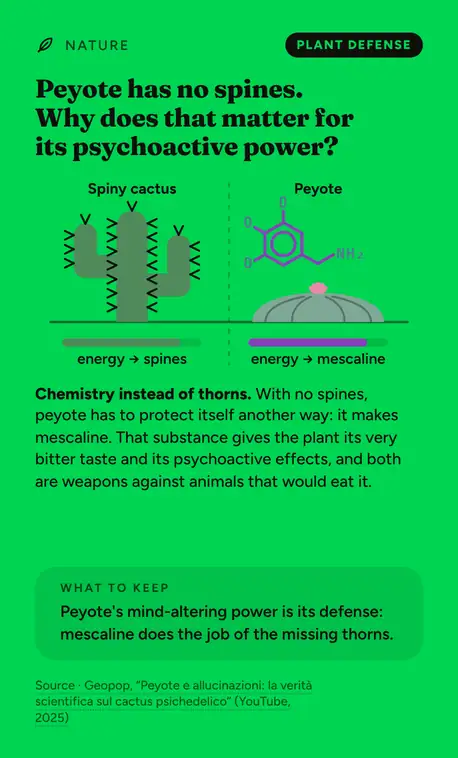 NATURE
PLANT DEFENSE
Peyote has no spines.
Why does that matter for
its psychoactive power?
Spiny cactus
Peyote
O
O
O
NH₂
energy → spines
energy → mescaline
Chemistry instead of thorns. With no spines,
peyote has to protect itself another way: it makes
mescaline. That substance gives the plant its very
bitter taste and its psychoactive effects, and both
are weapons against animals that would eat it.
WHAT TO KEEP
Peyote's mind-altering power is its defense:
mescaline does the job of the missing thorns.
Source · Geopop, "Peyote e allucinazioni: la verità
scientifica sul cactus psichedelico" (YouTube,
2025)